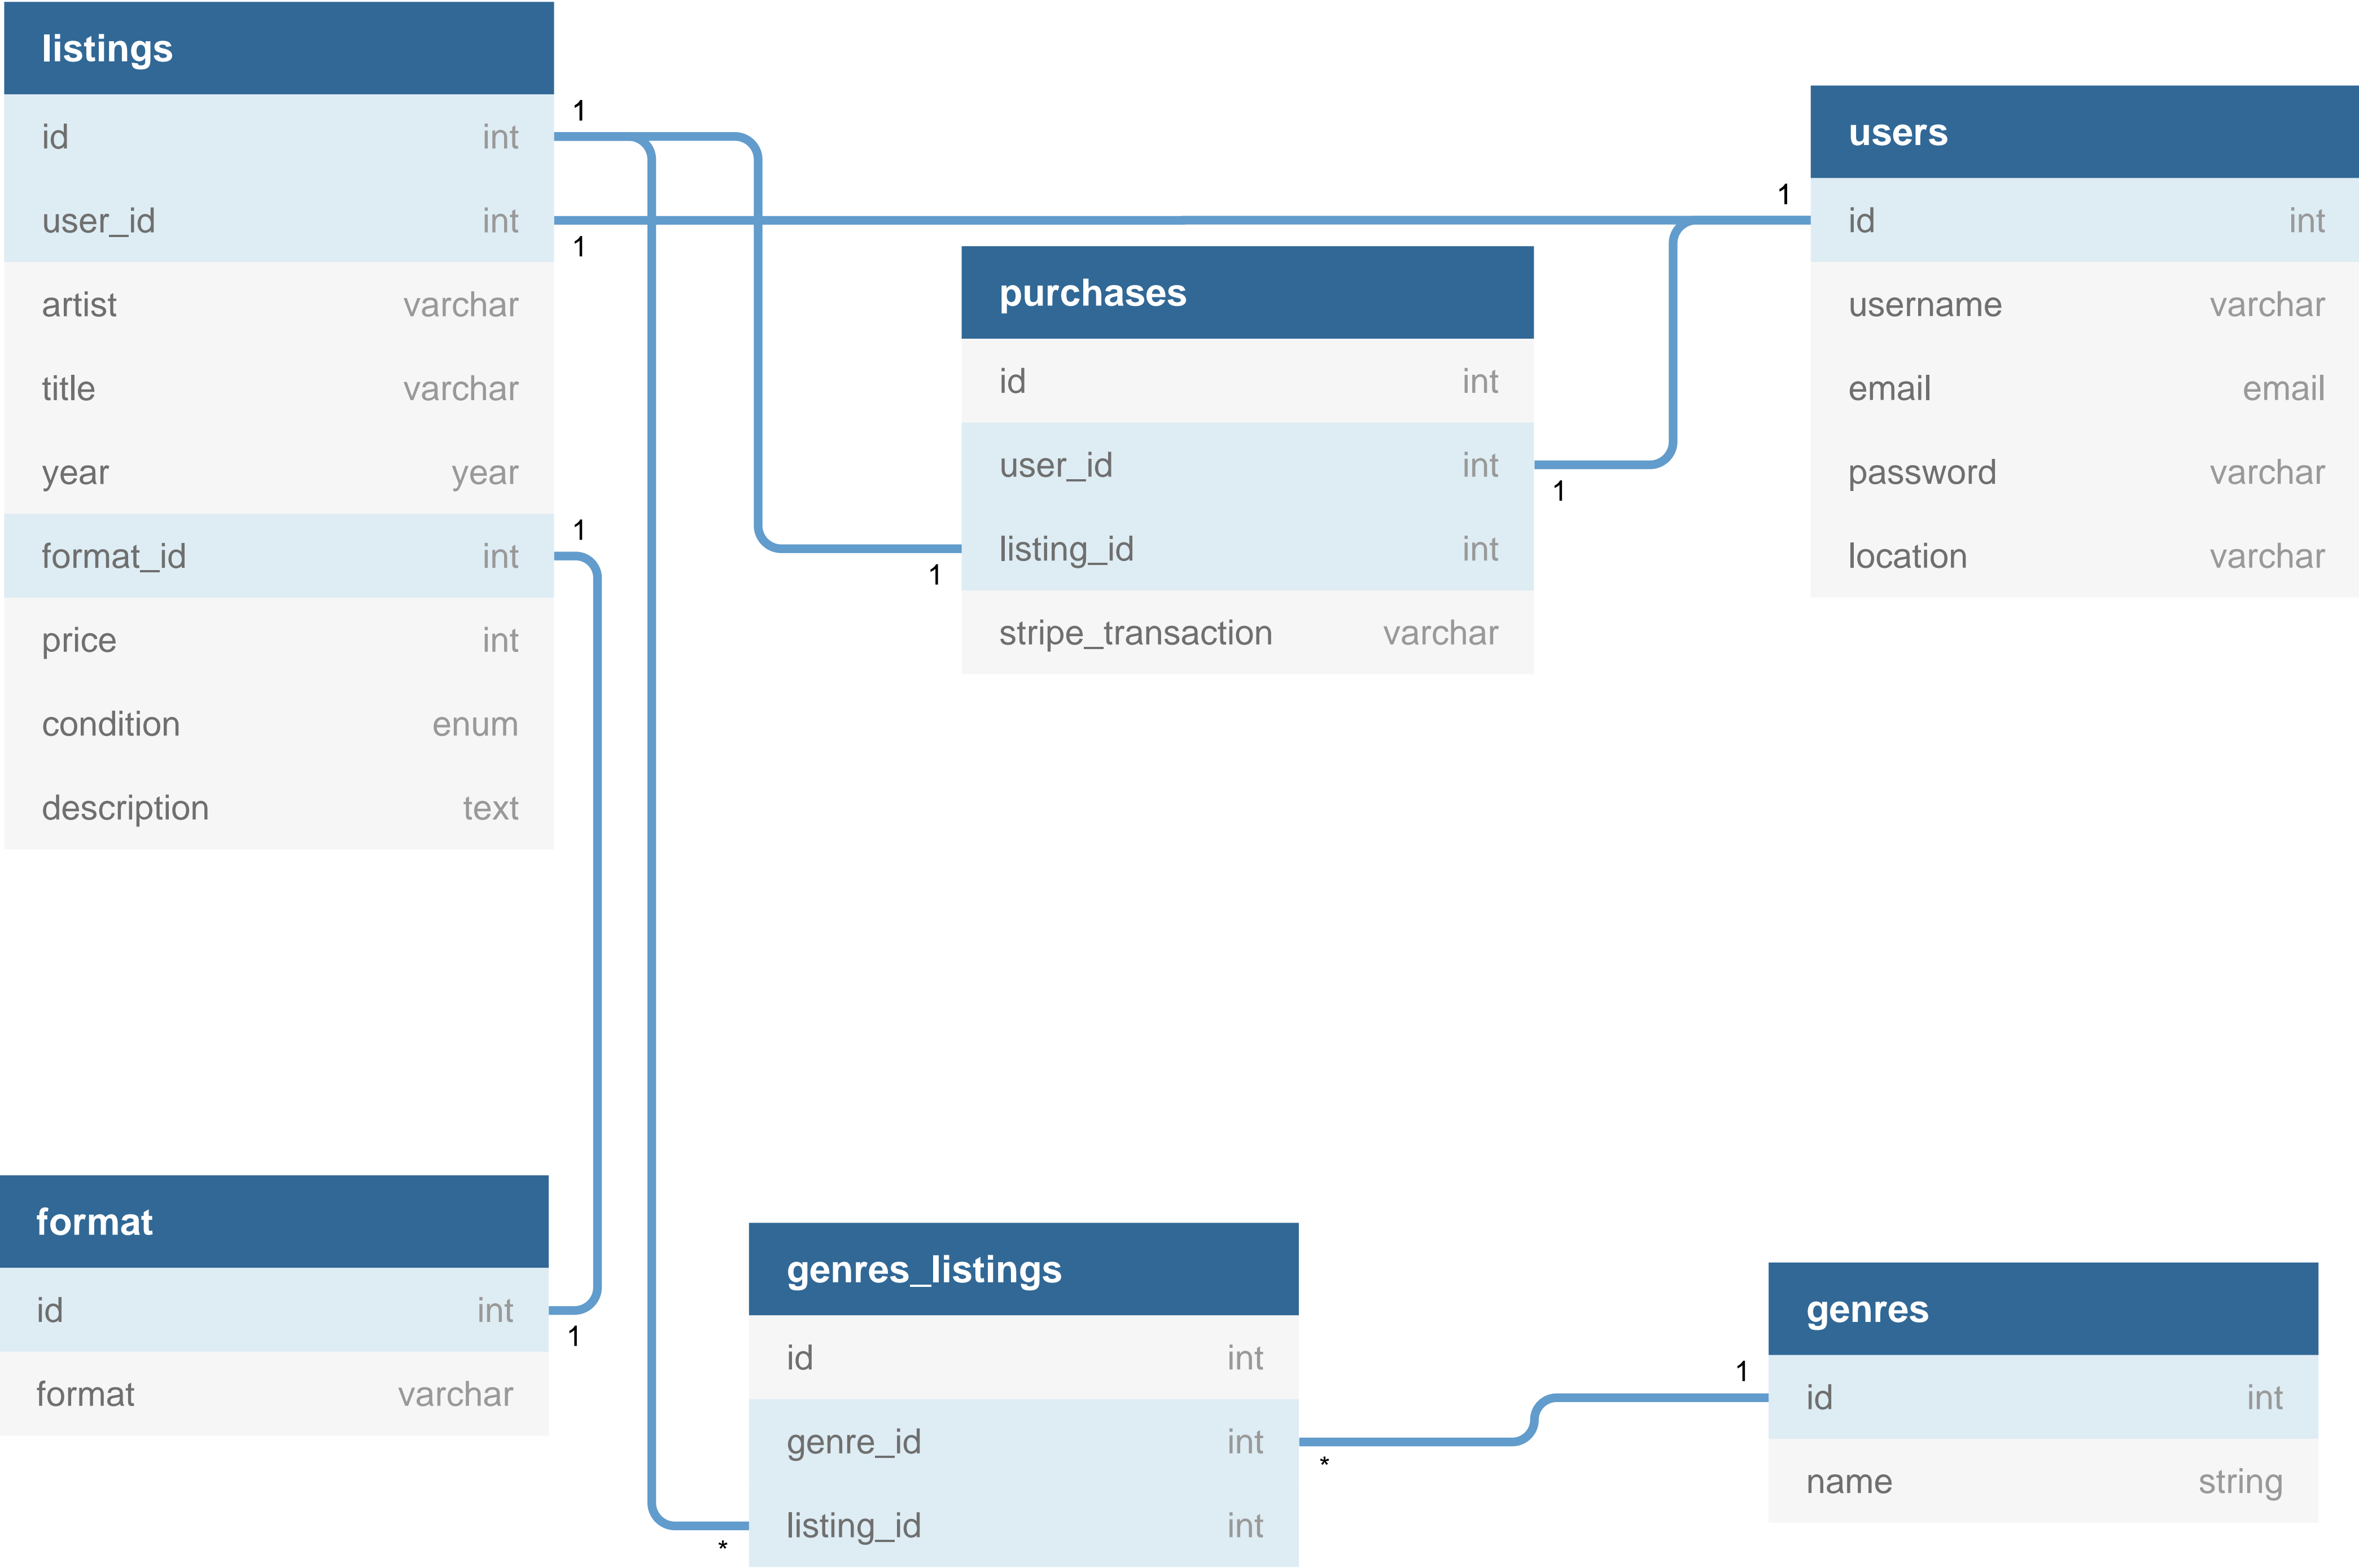 listings
id int
user_id int
artist varchar
title varchar
year year
format_id int
price int
condition enum
description text
1
1
1
purchases
id int
user_id int
listing_id int
stripe_transaction varchar
1
1
users
id int
username varchar
email email
password varchar
location varchar
1
format
id int
format varchar
1
genres_listings
id int
genre_id int
listing_id int
*
*
genres
id int
name string
1